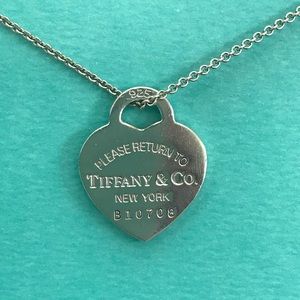 925
PLEASE RETURN TO
TIFFANY & CO.
NEW YORK
B10708